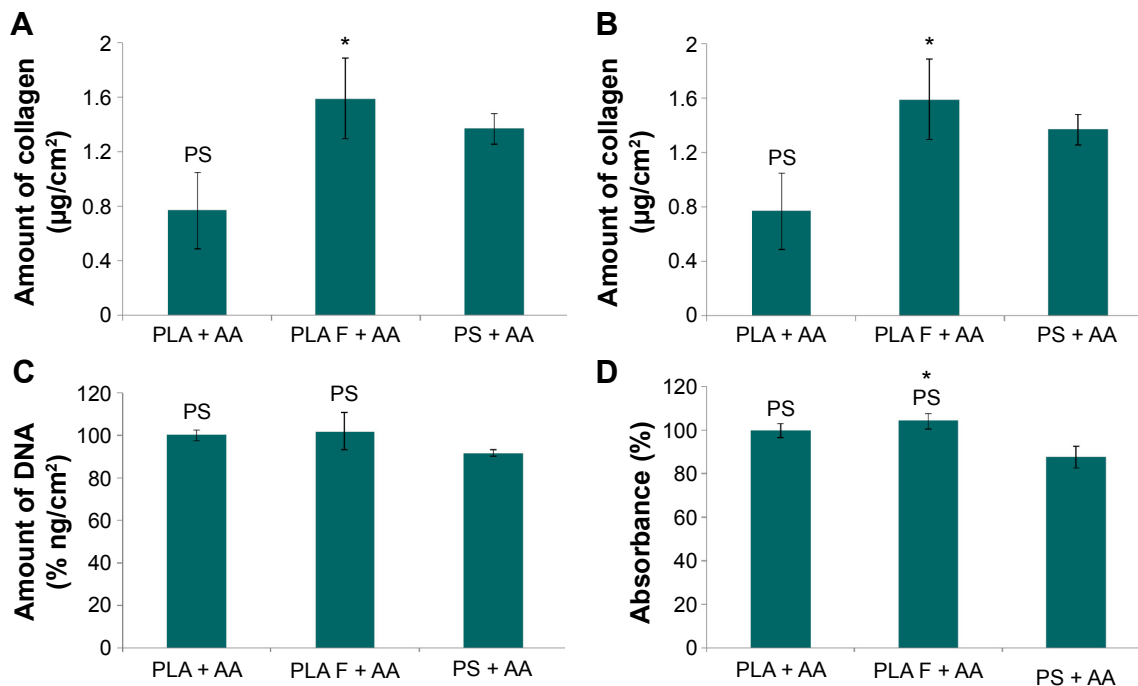 A
Amount of collagen
(µg/cm²)
2
1.6
1.2
0.8
0.4
0
PS
*
PLA + AA
PLA F + AA
PS + AA
B
Amount of collagen
(µg/cm²)
2
1.6
1.2
0.8
0.4
0
PS
*
PLA + AA
PLA F + AA
PS + AA
C
Amount of DNA
(% ng/cm²)
120
100
80
60
40
20
0
PS
PS
PLA + AA
PLA F + AA
PS + AA
D
Absorbance (%)
120
100
80
60
40
20
0
PS
*
PS
PLA + AA
PLA F + AA
PS + AA